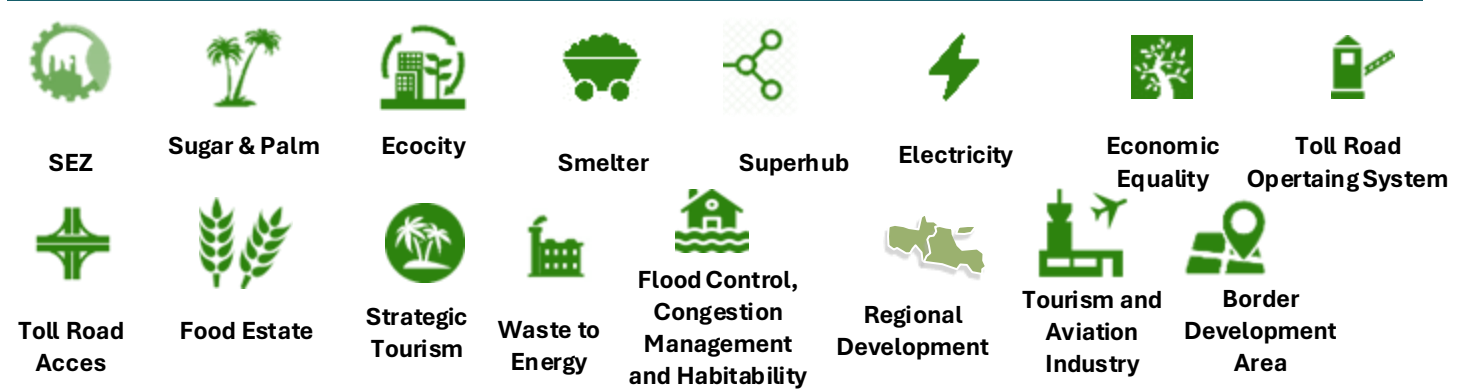 SEZ
Sugar & Palm
Ecocity
Smelter
Superhub
Electricity
Economic
Equality
Toll Road
Opertaing System
Toll Road
Acces
Food Estate
Strategic
Tourism
Waste to
Energy
Flood Control,
Congestion
Management
and Habitability
Regional
Development
Tourism and
Aviation
Industry
Border
Development
Area